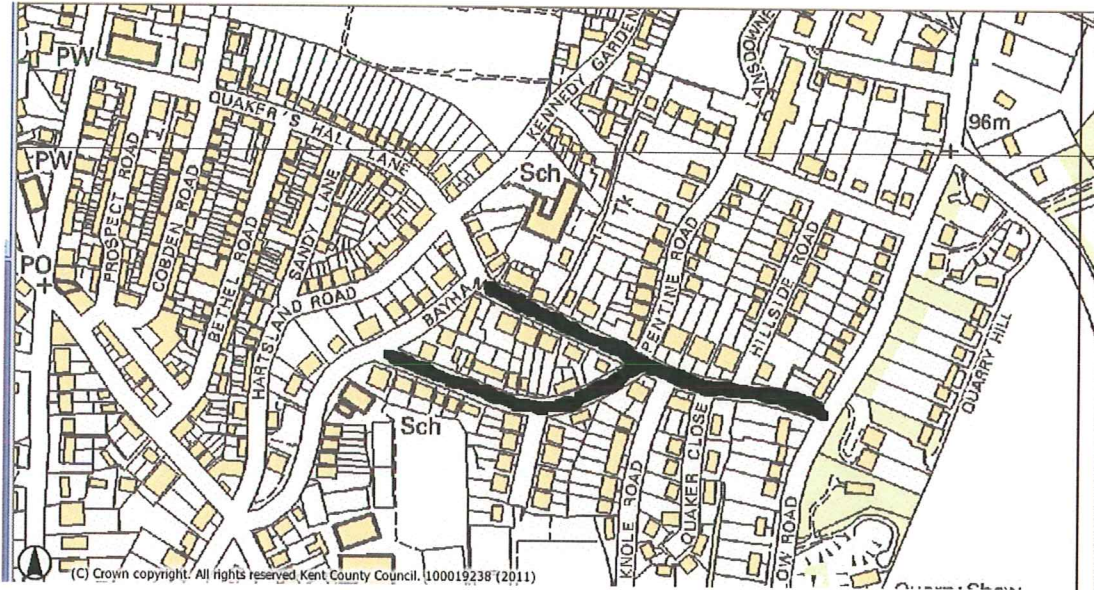 PW
QUAKER'S HALL LANE
KENNEDY GARDEN
LANSDOWNE
96m
PW
PROSPECT ROAD
COBDEN ROAD
BETHEL ROAD
SANDY LANE
Sch
Tk
PENTINE ROAD
HILLSIDE ROAD
PO
HARTSLAND ROAD
BAYHA
QUARRY HILL
Sch
KNOLE ROAD
QUAKER CLOSE
OW ROAD
(C) Crown copyright. All rights reserved Kent County Council. 100019238 (2011)